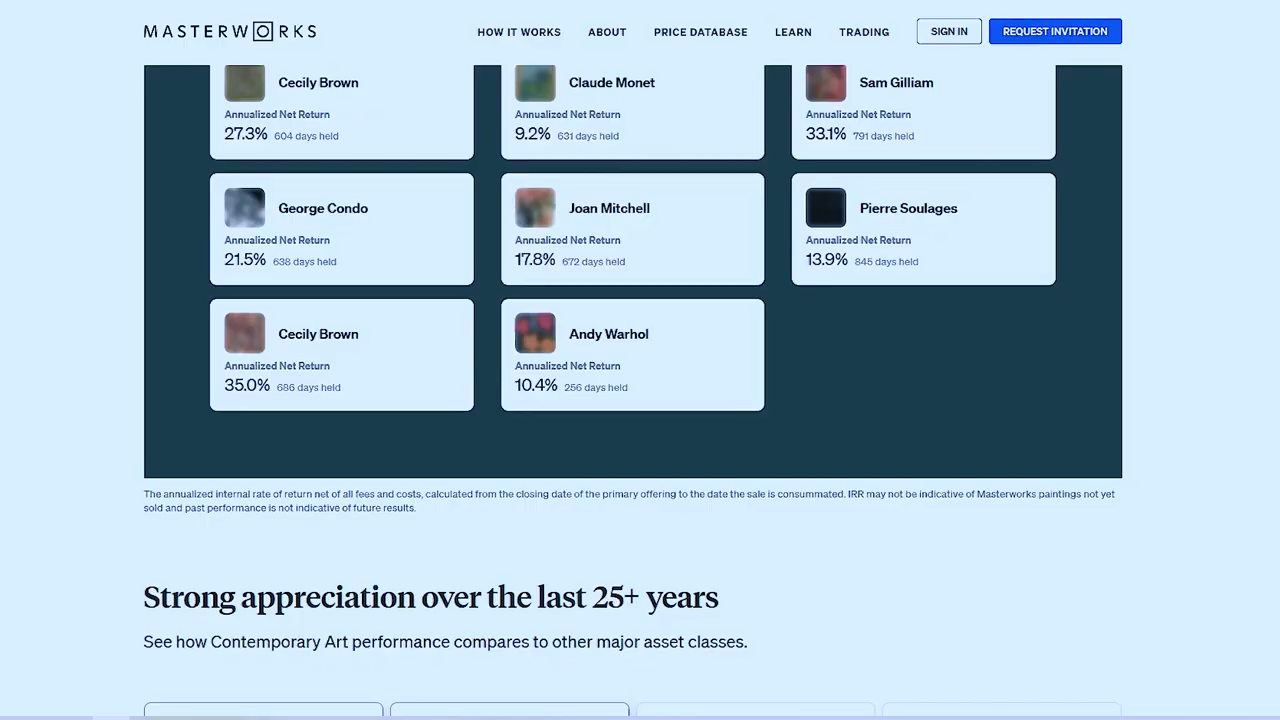 MASTERWORKS
HOW IT WORKS ABOUT PRICE DATABASE LEARN TRADING SIGN IN REQUEST INVITATION
Cecily Brown
Annualized Net Return
27.3% 604 days held
Claude Monet
Annualized Net Return
9.2% 631 days held
Sam Gilliam
Annualized Net Return
33.1% 791 days held
George Condo
Annualized Net Return
21.5% 638 days held
Joan Mitchell
Annualized Net Return
17.8% 672 days held
Pierre Soulages
Annualized Net Return
13.9% 845 days held
Cecily Brown
Annualized Net Return
35.0% 686 days held
Andy Warhol
Annualized Net Return
10.4% 256 days held
The annualized internal rate of return net of all fees and costs, calculated from the closing date of the primary offering to the date the sale is consummated. IRR may not be indicative of Masterworks paintings not yet
sold and past performance is not indicative of future results.
Strong appreciation over the last 25+ years
See how Contemporary Art performance compares to other major asset classes.